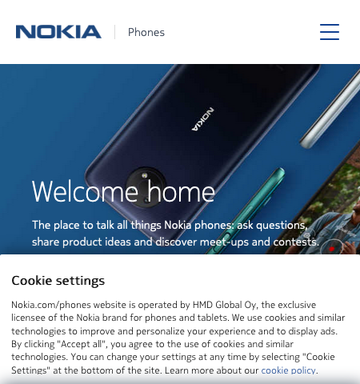 NOKIA Phones
NOKIA
Welcome home
The place to talk all things Nokia phones: ask questions,
share product ideas and discover meet-ups and contests.
Cookie settings
Nokia.com/phones website is operated by HMD Global Oy, the exclusive
licensee of the Nokia brand for phones and tablets. We use cookies and similar
technologies to improve and personalize your experience and to display ads.
By clicking "Accept all", you agree to the use of cookies and similar
technologies. You can change your settings at any time by selecting "Cookie
Settings" at the bottom of the site. Learn more about our cookie policy.